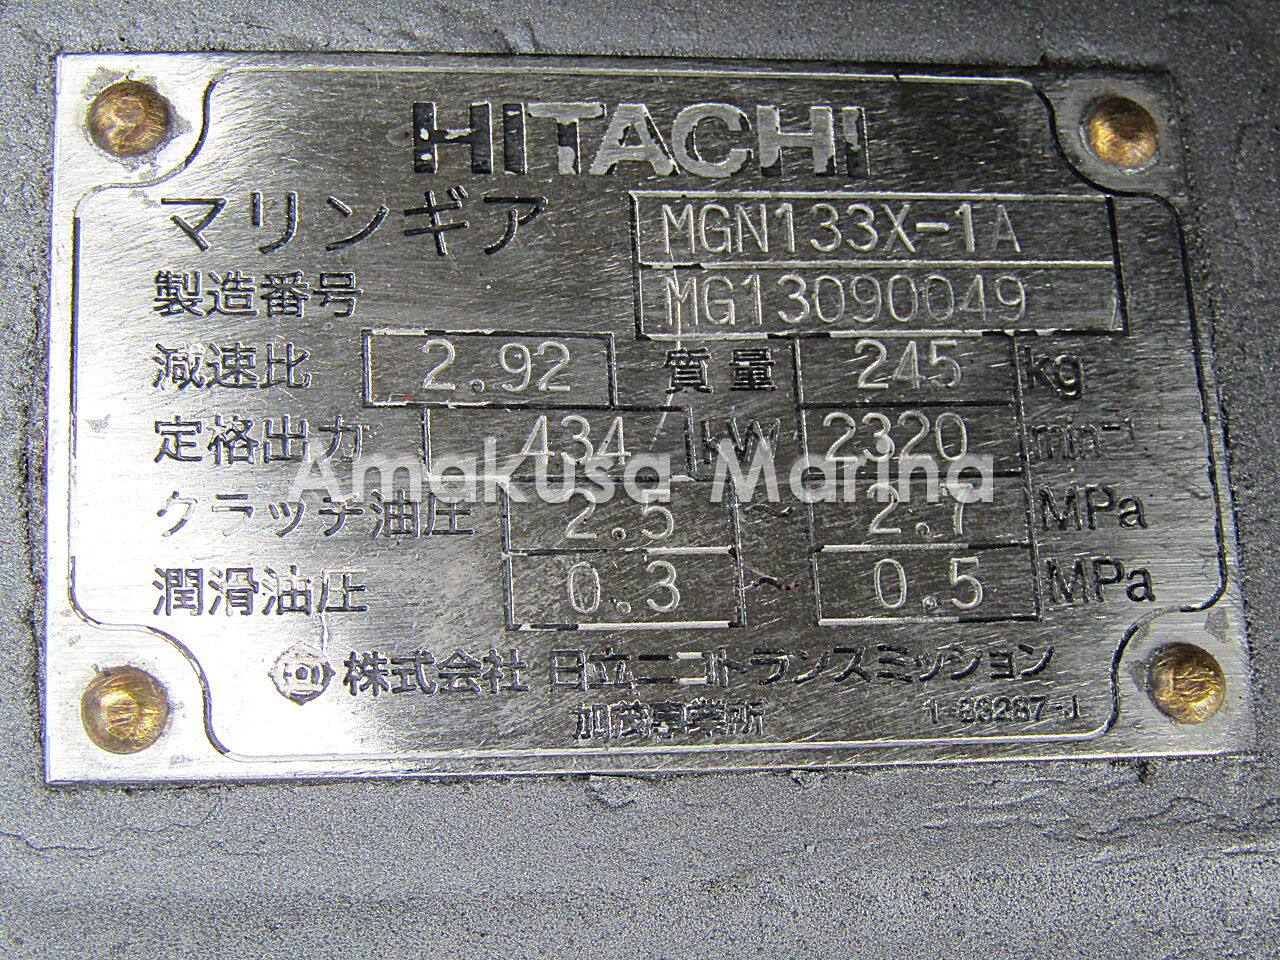 HITACHI
マリンギア MGN133X-1A
製造番号 MG13090049
減速比 2.92 質量 245 kg
定格出力 434 kW 2320 min⁻¹
Amakusa Marina
クラッチ油圧 2.5 ~ 2.7 MPa
潤滑油圧 0.3 ~ 0.5 MPa
株式会社 日立ニコトランスミッション
加茂事業所